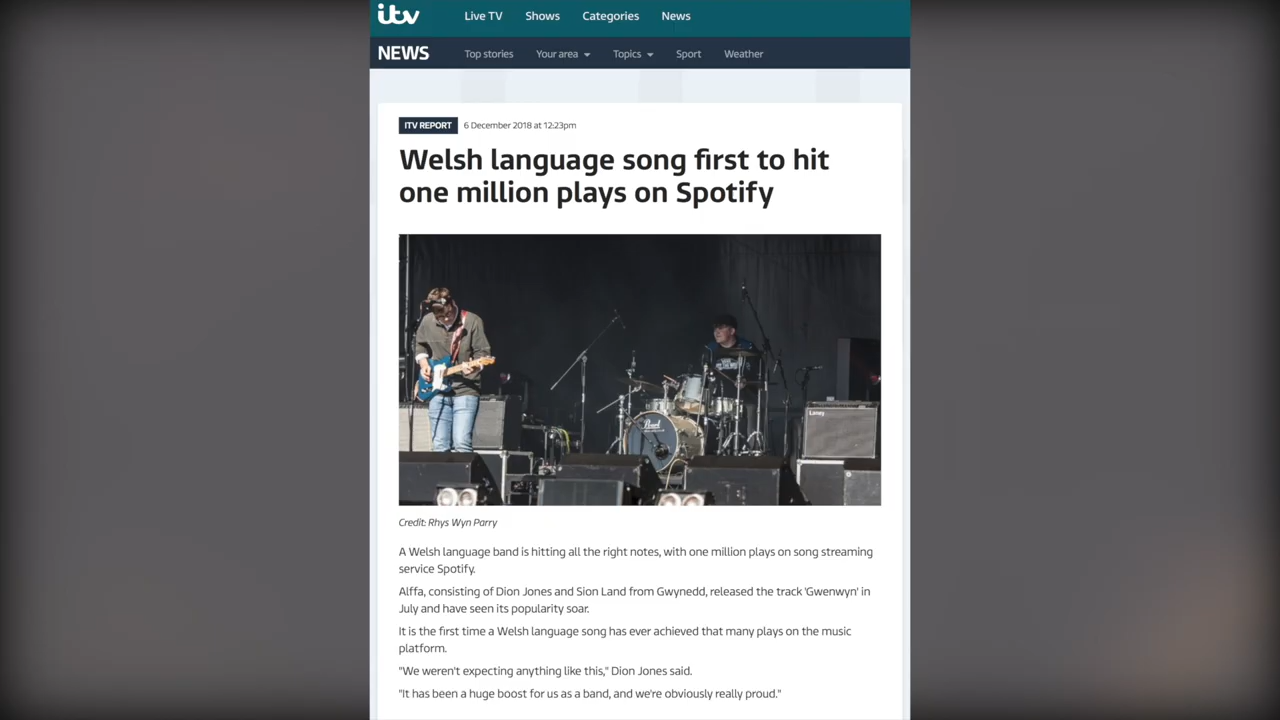 itv
Live TV Shows Categories News
NEWS
Top stories Your area Topics Sport Weather
ITV REPORT 6 December 2018 at 12:23pm
Welsh language song first to hit
one million plays on Spotify
Pearl
Laney
Credit: Rhys Wyn Parry
A Welsh language band is hitting all the right notes, with one million plays on song streaming
service Spotify.
Alffa, consisting of Dion Jones and Sion Land from Gwynedd, released the track 'Gwenwyn' in
July and have seen its popularity soar.
It is the first time a Welsh language song has ever achieved that many plays on the music
platform.
"We weren't expecting anything like this," Dion Jones said.
"It has been a huge boost for us as a band, and we're obviously really proud."